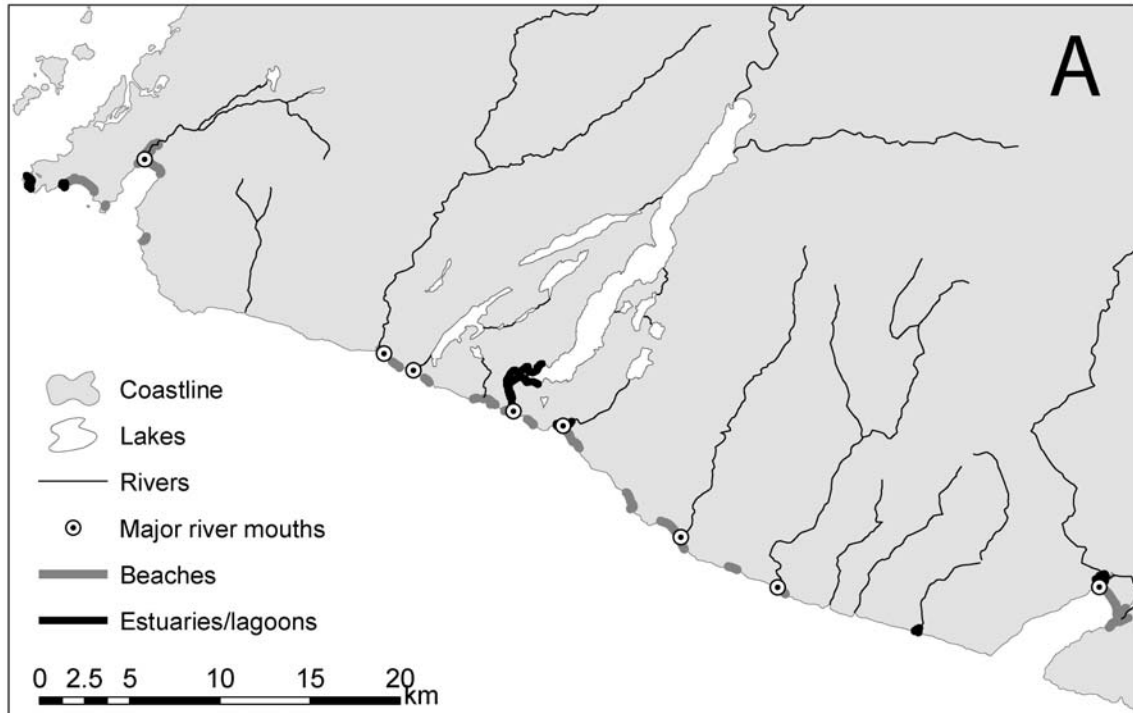 A
Coastline
Lakes
Rivers
Major river mouths
Beaches
Estuaries/lagoons
0 2.5 5 10 15 20
km